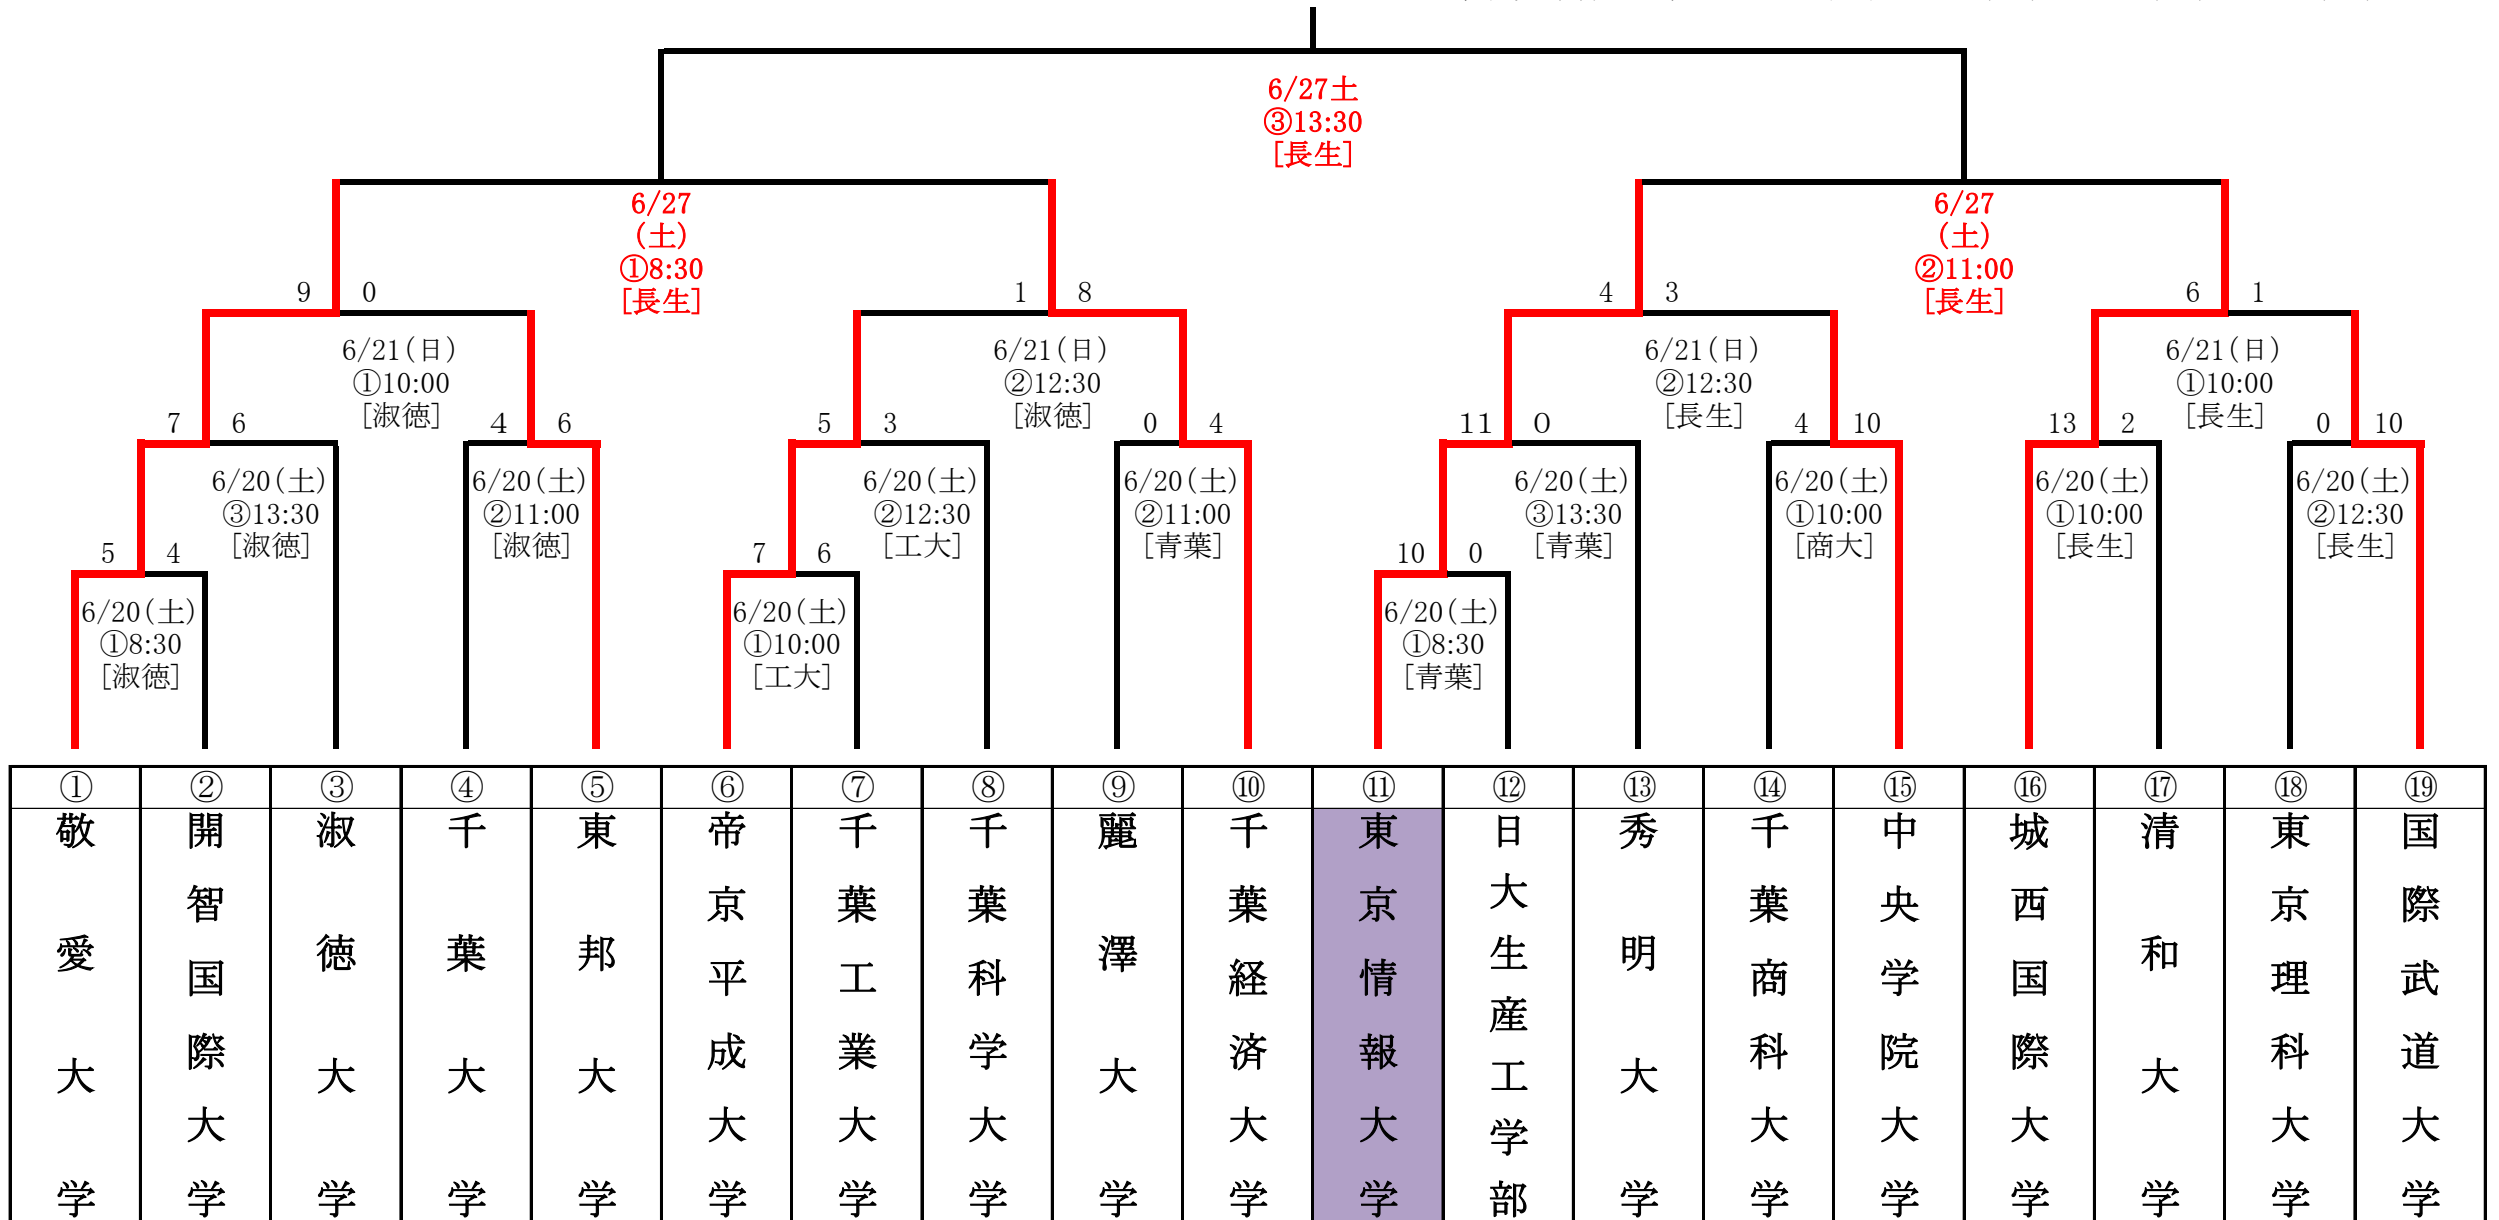 6/27土
③13:30
[長生]
6/27
(土)
①8:30
[長生]
6/27
(土)
②11:00
[長生]
9 0 1 8 4 3 6 1
6/21(日)
①10:00
[淑徳]
6/21(日)
②12:30
[淑徳]
6/21(日)
②12:30
[長生]
6/21(日)
①10:00
[長生]
7 6 4 6 5 3 0 4 11 0 4 10 13 2 0 10
6/20(土)
③13:30
[淑徳]
6/20(土)
②11:00
[淑徳]
6/20(土)
②12:30
[工大]
6/20(土)
②11:00
[青葉]
6/20(土)
③13:30
[青葉]
6/20(土)
①10:00
[商大]
6/20(土)
①10:00
[長生]
6/20(土)
②12:30
[長生]
5 4 7 6 10 0
6/20(土)
①8:30
[淑徳]
6/20(土)
①10:00
[工大]
6/20(土)
①8:30
[青葉]
① ② ③ ④ ⑤ ⑥ ⑦ ⑧ ⑨ ⑩ ⑪ ⑫ ⑬ ⑭ ⑮ ⑯ ⑰ ⑱ ⑲
敬愛大学
開智国際大学
淑徳大学
千葉大学
東邦大学
帝京平成大学
千葉工業大学
千葉科学大学
麗澤大学
千葉経済大学
東京情報大学
日大生産工学部
秀明大学
千葉商科大学
中央学院大学
城西国際大学
清和大学
東京理科大学
国際武道大学